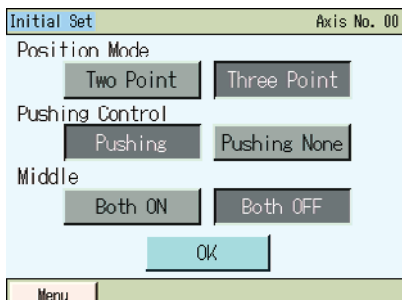 Initial Set Axis No. 00
Position Mode
Two Point Three Point
Pushing Control
Pushing Pushing None
Middle
Both ON Both OFF
OK
Menu